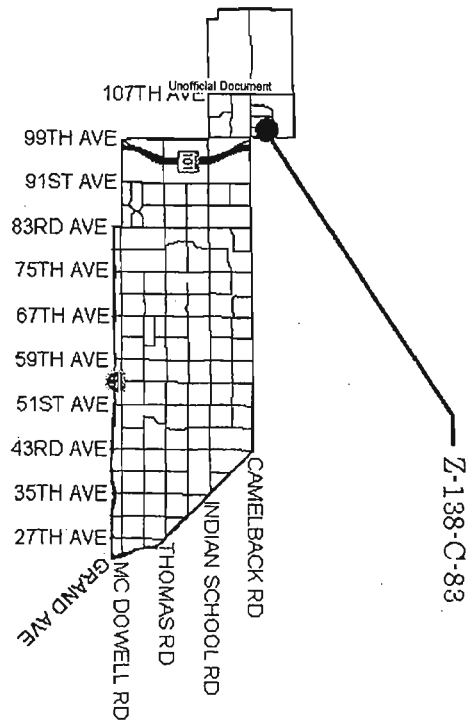 Unofficial Document
107TH AVE
99TH AVE
101
91ST AVE
83RD AVE
75TH AVE
67TH AVE
59TH AVE
51ST AVE
43RD AVE
35TH AVE
27TH AVE
GRAND AVE
MC DOWELL RD
THOMAS RD
INDIAN SCHOOL RD
CAMELBACK RD
Z-138-C-83